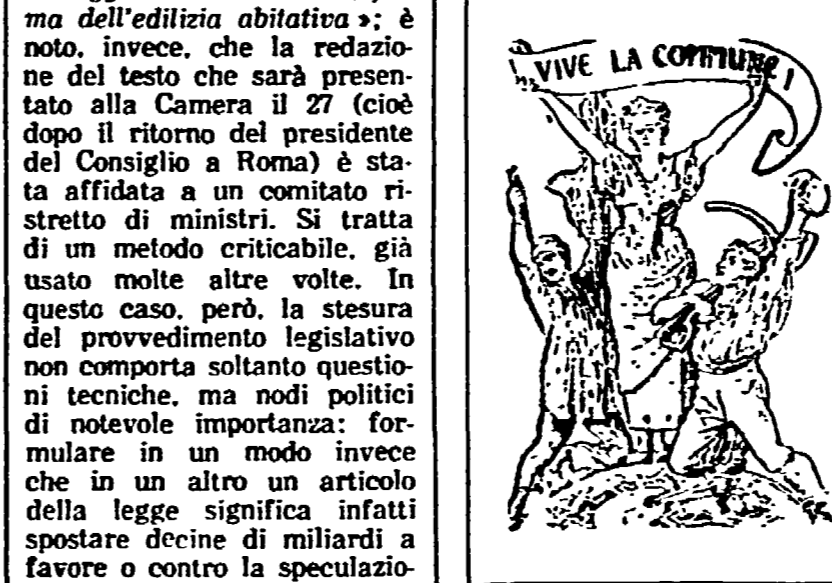 ma dell'edilizia abitativa »; è
noto, invece, che la redazio-
ne del testo che sarà presen-
tato alla Camera il 27 (cioè
dopo il ritorno del presidente
del Consiglio a Roma) è sta-
ta affidata a un comitato ri-
stretto di ministri. Si tratta
di un metodo criticabile, già
usato molte altre volte. In
questo caso, però, la stesura
del provvedimento legislativo
non comporta soltanto questio-
ni tecniche, ma nodi politici
di notevole importanza: for-
mulare in un modo invece
che in un altro un articolo
della legge significa infatti
spostare decine di miliardi a
favore o contro la speculazio-
VIVE LA COMMUNE!